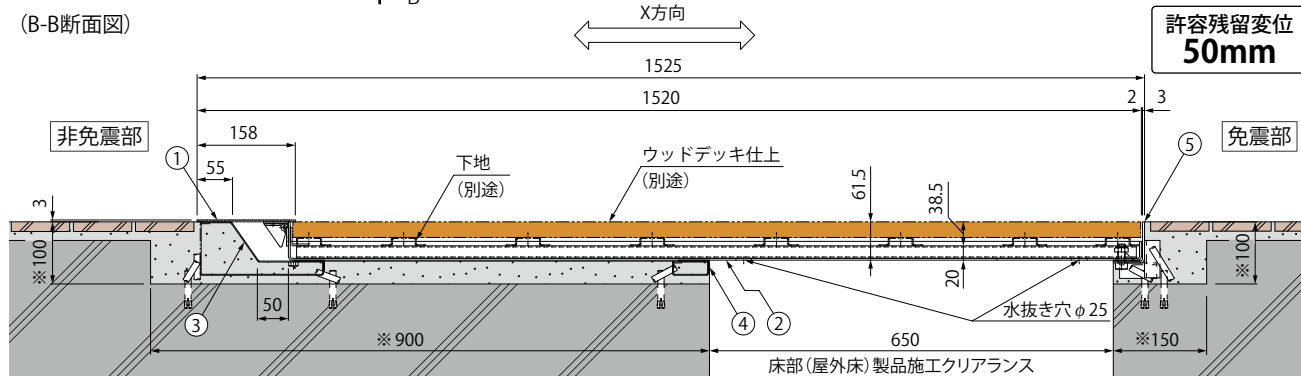 (B-B断面図)
X方向
許容残留変位
50mm
1525
1520
2
3
非免震部
158
免震部
①
下地
(別途)
ウッドデッキ仕上
(別途)
⑤
55
3
61.5
38.5
※100
※100
20
50
③
④
②
水抜き穴φ25
※900
650
※150
床部(屋外床)製品施工クリアランス